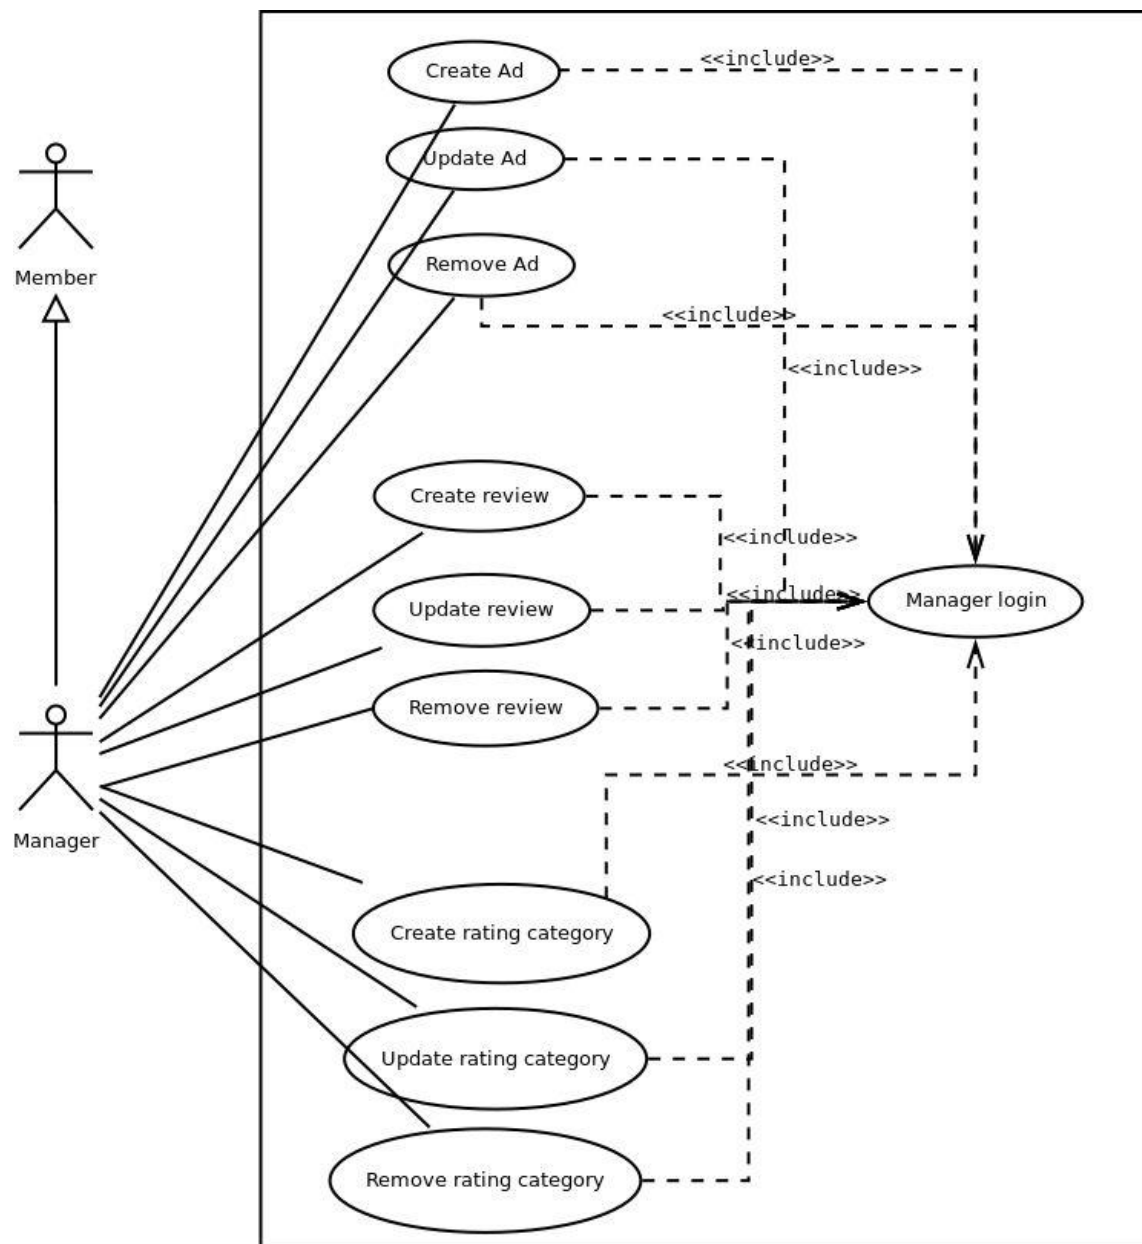 Create Ad
<<include>>
Update Ad
Remove Ad
Member
<<include>>
<<include>>
Create review
<<include>>
<<include>>
Manager login
Update review
<<include>>
Remove review
<<include>>
<<include>>
Manager
<<include>>
Create rating category
Update rating category
Remove rating category